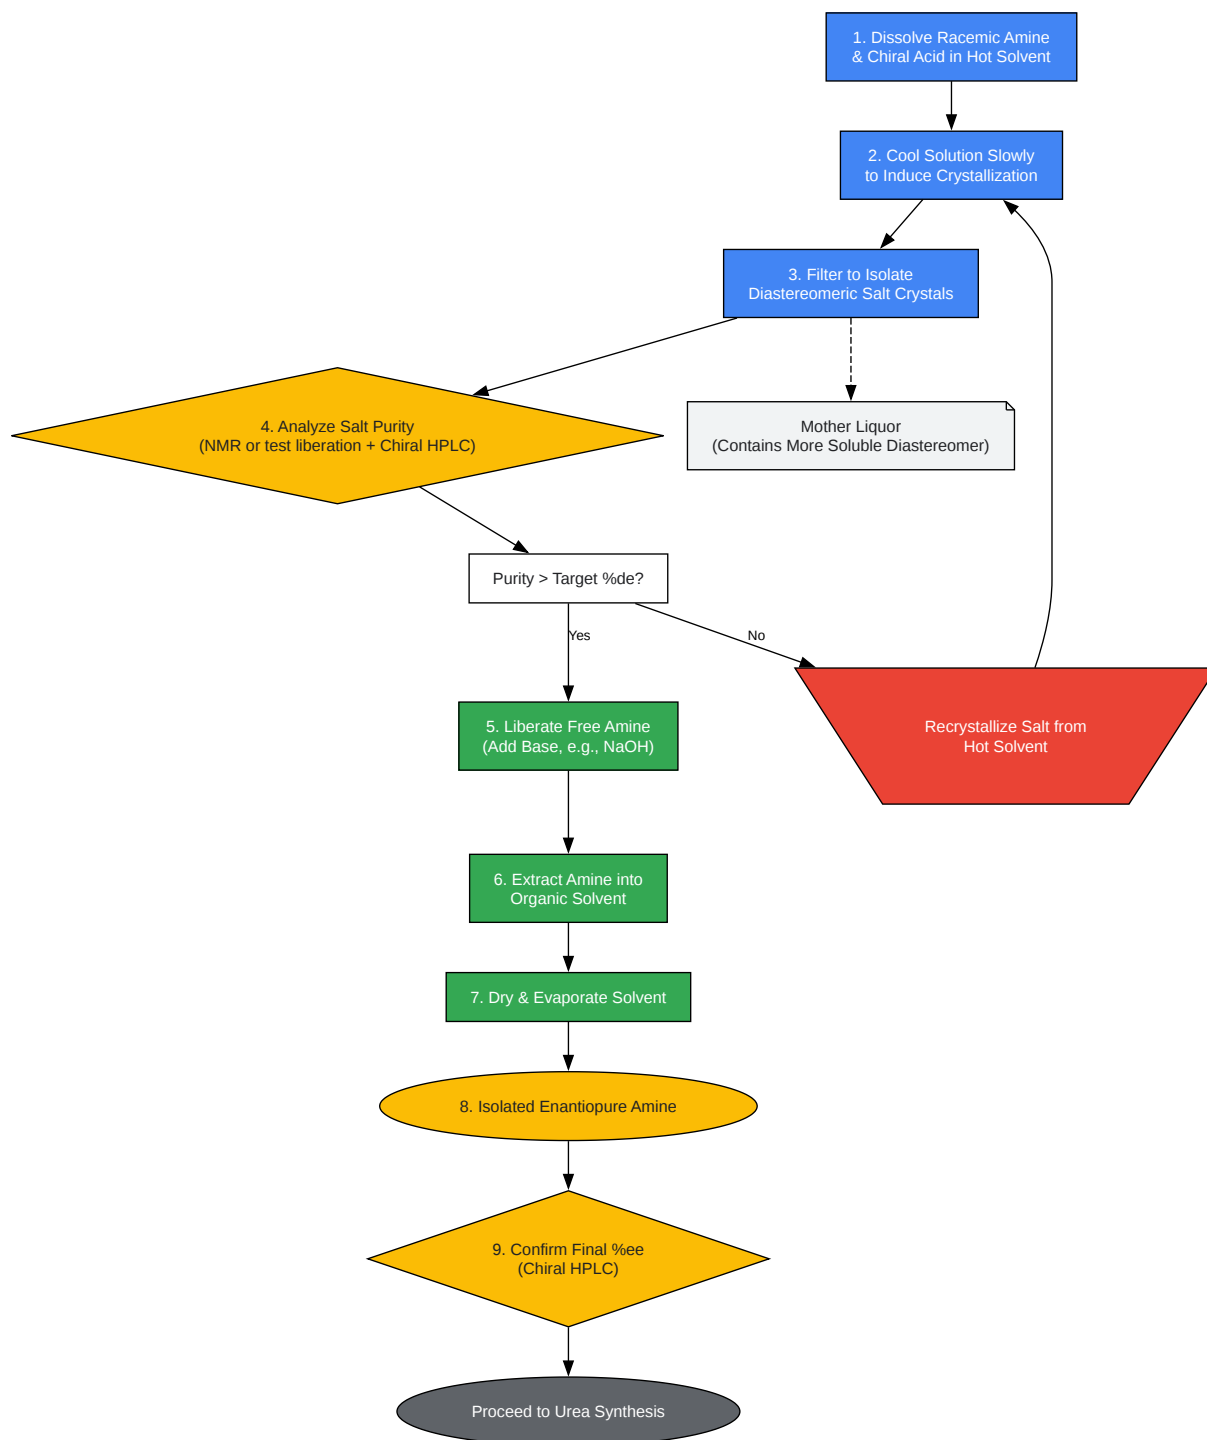 1. Dissolve Racemic Amine
& Chiral Acid in Hot Solvent
2. Cool Solution Slowly
to Induce Crystallization
3. Filter to Isolate
Diastereomeric Salt Crystals
4. Analyze Salt Purity
(NMR or test liberation + Chiral HPLC)
Mother Liquor
(Contains More Soluble Diastereomer)
Purity > Target %de?
Yes
No
5. Liberate Free Amine
(Add Base, e.g., NaOH)
Recrystallize Salt from
Hot Solvent
6. Extract Amine into
Organic Solvent
7. Dry & Evaporate Solvent
8. Isolated Enantiopure Amine
9. Confirm Final %ee
(Chiral HPLC)
Proceed to Urea Synthesis